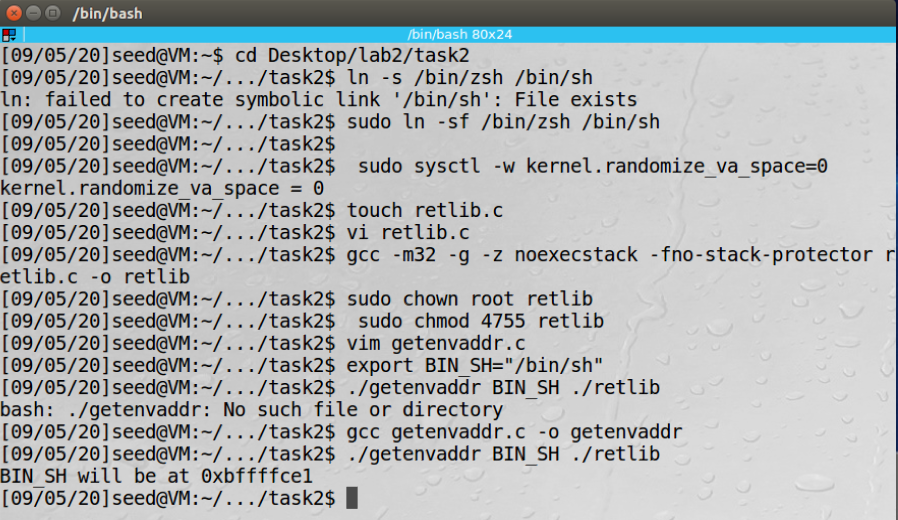 /bin/bash
/bin/bash 80x24
[09/05/20]seed@VM:~$ cd Desktop/lab2/task2
[09/05/20]seed@VM:~/.../task2$ ln -s /bin/zsh /bin/sh
ln: failed to create symbolic link '/bin/sh': File exists
[09/05/20]seed@VM:~/.../task2$ sudo ln -sf /bin/zsh /bin/sh
[09/05/20]seed@VM:~/.../task2$
[09/05/20]seed@VM:~/.../task2$  sudo sysctl -w kernel.randomize_va_space=0
kernel.randomize_va_space = 0
[09/05/20]seed@VM:~/.../task2$ touch retlib.c
[09/05/20]seed@VM:~/.../task2$ vi retlib.c
[09/05/20]seed@VM:~/.../task2$ gcc -m32 -g -z noexecstack -fno-stack-protector r
etlib.c -o retlib
[09/05/20]seed@VM:~/.../task2$ sudo chown root retlib
[09/05/20]seed@VM:~/.../task2$  sudo chmod 4755 retlib
[09/05/20]seed@VM:~/.../task2$ vim getenvaddr.c
[09/05/20]seed@VM:~/.../task2$ export BIN_SH="/bin/sh"
[09/05/20]seed@VM:~/.../task2$ ./getenvaddr BIN_SH ./retlib
bash: ./getenvaddr: No such file or directory
[09/05/20]seed@VM:~/.../task2$ gcc getenvaddr.c -o getenvaddr
[09/05/20]seed@VM:~/.../task2$ ./getenvaddr BIN_SH ./retlib
BIN_SH will be at 0xbffffce1
[09/05/20]seed@VM:~/.../task2$